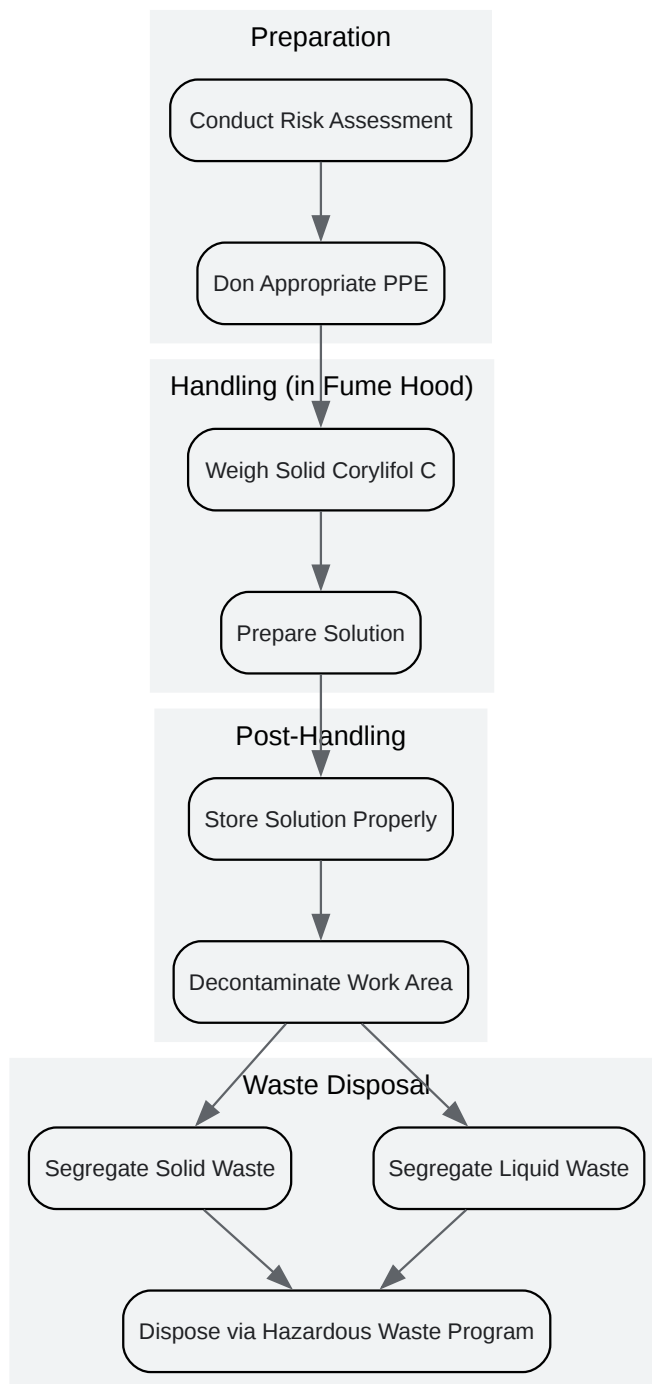 Preparation
Conduct Risk Assessment
Don Appropriate PPE
Handling (in Fume Hood)
Weigh Solid Corylifol C
Prepare Solution
Post-Handling
Store Solution Properly
Decontaminate Work Area
Waste Disposal
Segregate Solid Waste
Segregate Liquid Waste
Dispose via Hazardous Waste Program